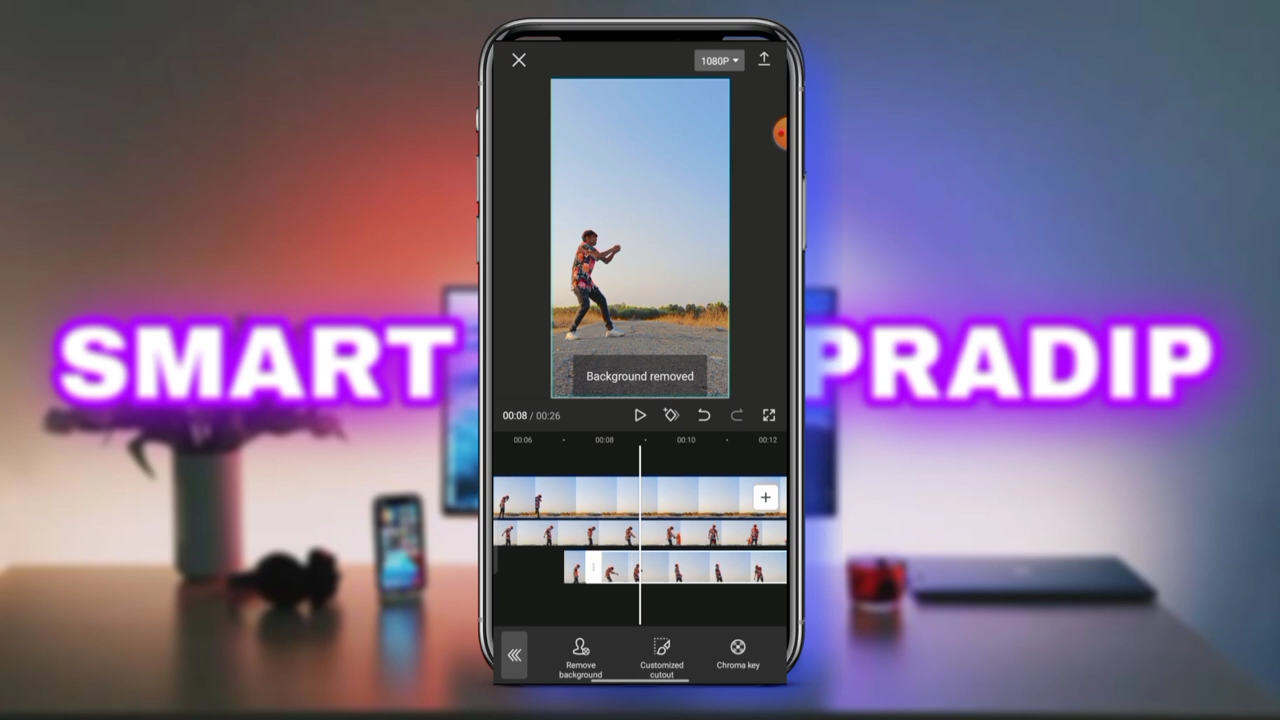 1080P
SMART
PRADIP
Background removed
00:08 / 00:26
00:06
00:08
00:10
00:12
Remove
background
Customized
cutout
Chroma key